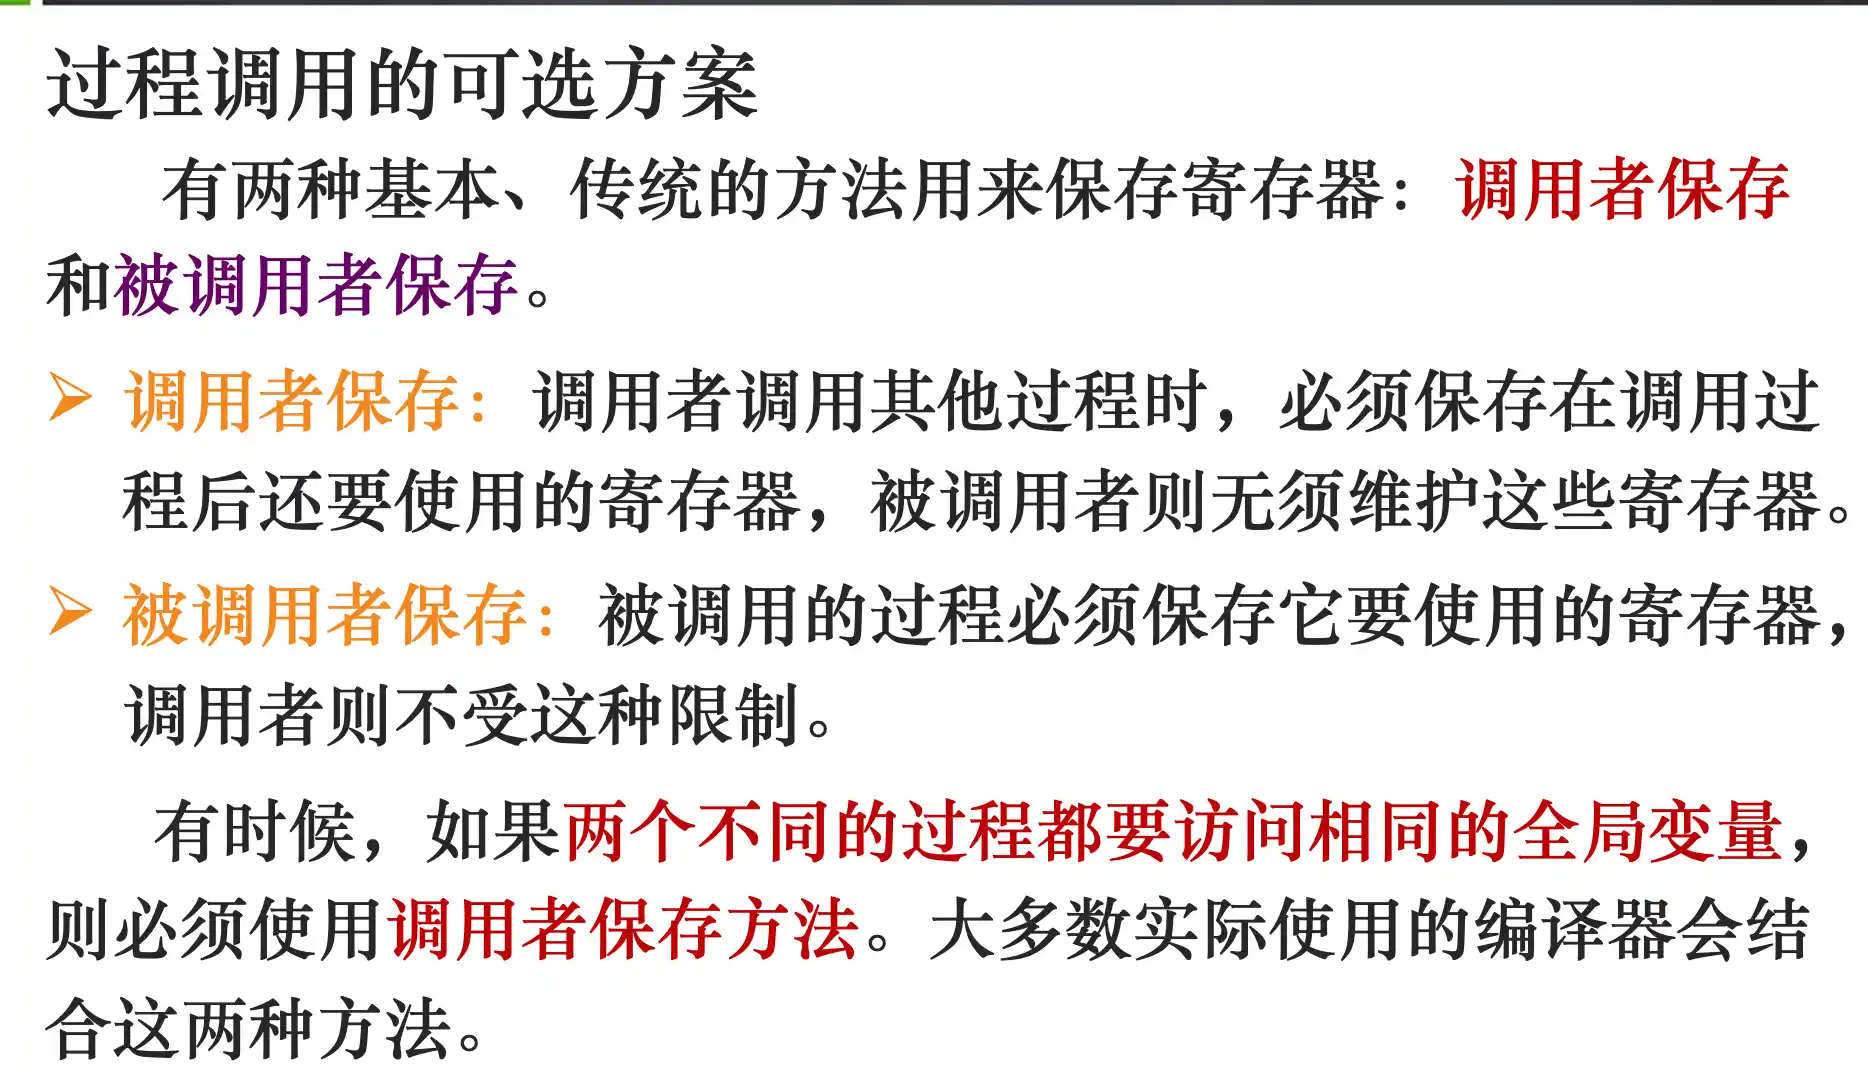 过程调用的可选方案
有两种基本、传统的方法用来保存寄存器：调用者保存
和被调用者保存。
调用者保存：调用者调用其他过程时，必须保存在调用过
程后还要使用的寄存器，被调用者则无须维护这些寄存器。
被调用者保存：被调用的过程必须保存它要使用的寄存器，
调用者则不受这种限制。
有时候，如果两个不同的过程都要访问相同的全局变量，
则必须使用调用者保存方法。大多数实际使用的编译器会结
合这两种方法。